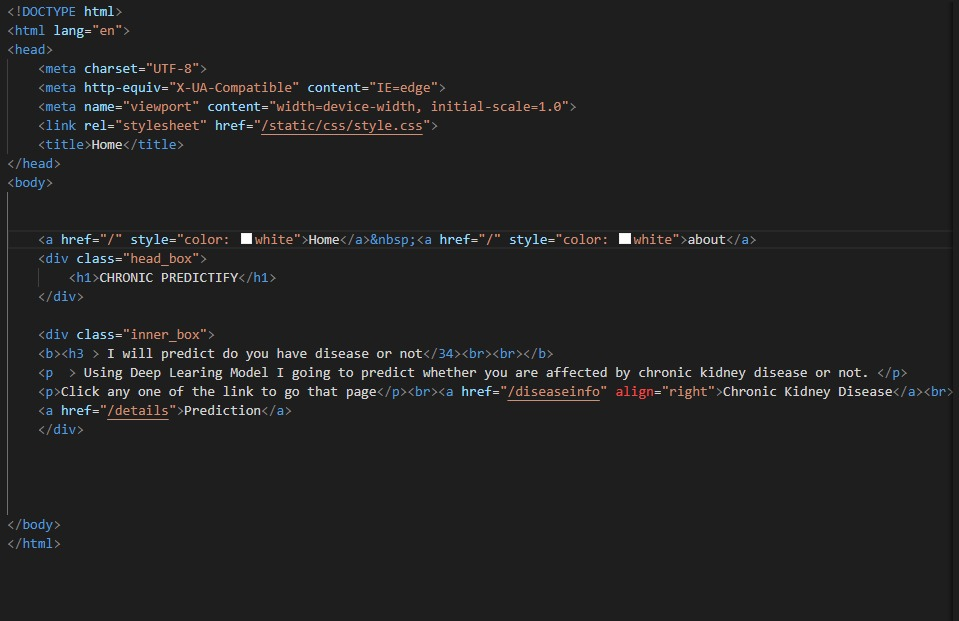 <!DOCTYPE html>
<html lang="en">
<head>
    <meta charset="UTF-8">
    <meta http-equiv="X-UA-Compatible" content="IE=edge">
    <meta name="viewport" content="width=device-width, initial-scale=1.0">
    <link rel="stylesheet" href="/static/css/style.css">
    <title>Home</title>
</head>
<body>
    <a href="/" style="color: white">Home</a>&nbsp;<a href="/" style="color: white">about</a>
    <div class="head_box">
        <h1>CHRONIC PREDICTIFY</h1>
    </div>
    <div class="inner_box">
    <b><h3 > I will predict do you have disease or not</34><br><br></b>
    <p  > Using Deep Learing Model I going to predict whether you are affected by chronic kidney disease or not. </p>
    <p>Click any one of the link to go that page</p><br><a href="/diseaseinfo" align="right">Chronic Kidney Disease</a><br>
    <a href="/details">Prediction</a>
    </div>
</body>
</html>